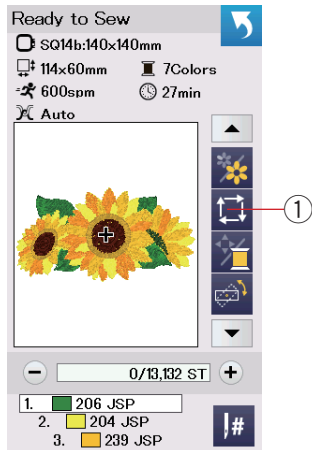 Ready to Sew
SQ14b:140x140mm
114x60mm 7Colors
600spm 27min
Auto
1
− 0/13,132 ST +
1. 206 JSP
2. 204 JSP
3. 239 JSP
#